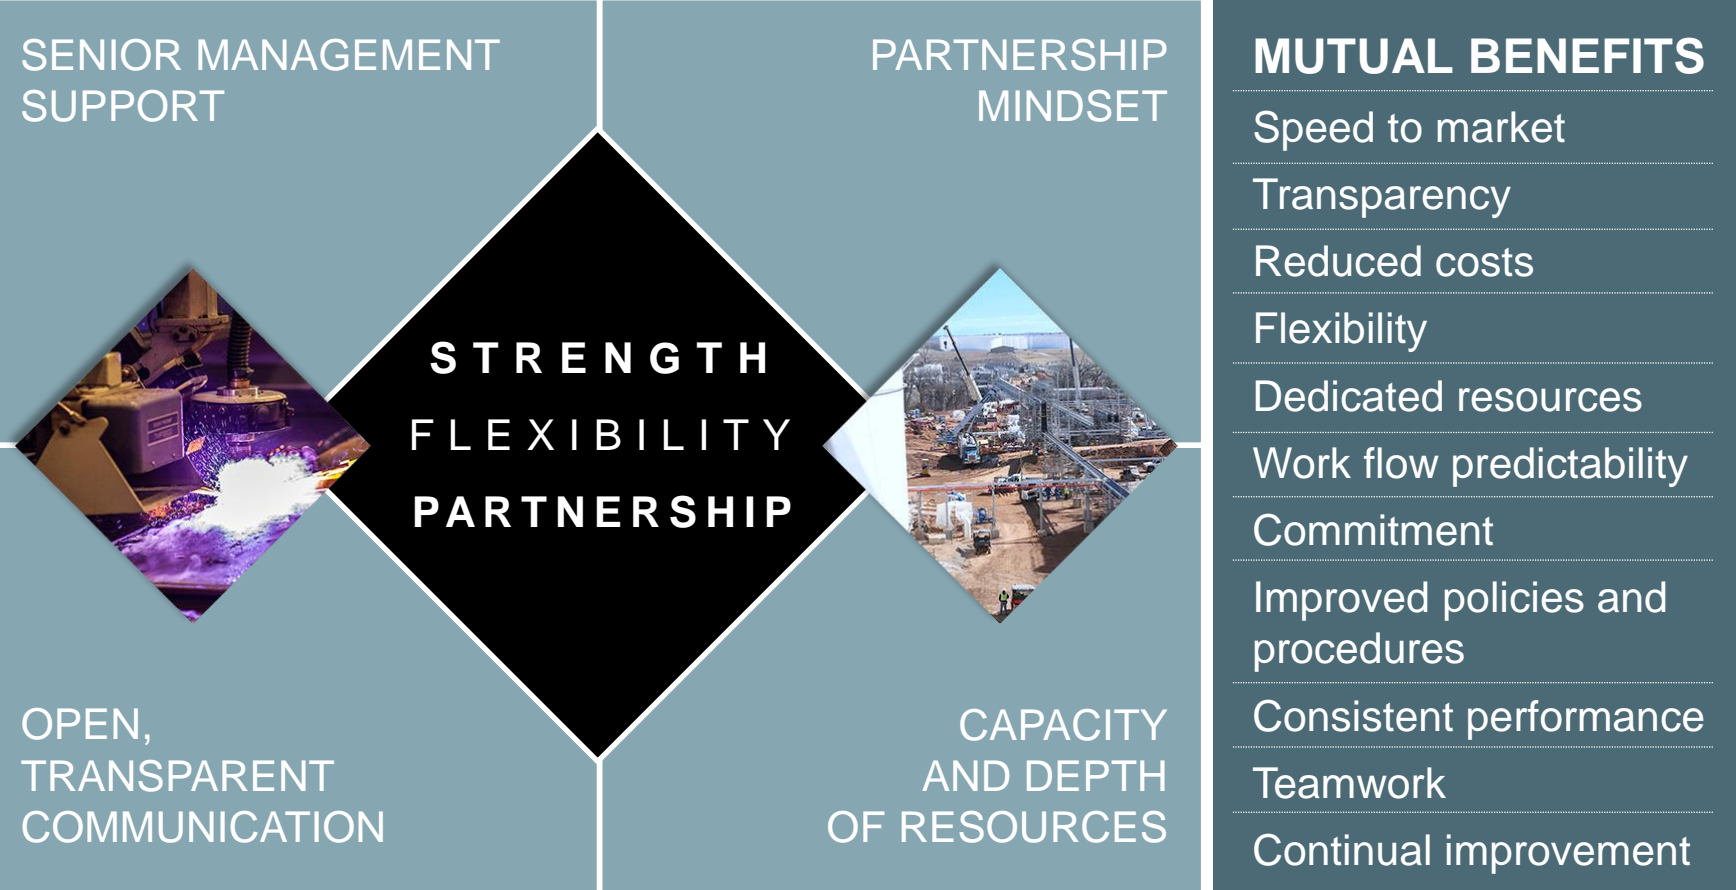 SENIOR MANAGEMENT
SUPPORT
PARTNERSHIP
MINDSET
STRENGTH
FLEXIBILITY
PARTNERSHIP
OPEN,
TRANSPARENT
COMMUNICATION
CAPACITY
AND DEPTH
OF RESOURCES
MUTUAL BENEFITS
Speed to market
Transparency
Reduced costs
Flexibility
Dedicated resources
Work flow predictability
Commitment
Improved policies and
procedures
Consistent performance
Teamwork
Continual improvement